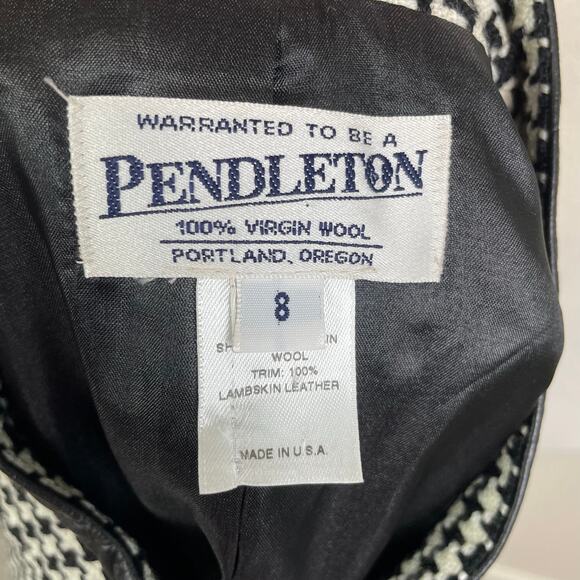 WARRANTED TO BE A
PENDLETON
100% VIRGIN WOOL
PORTLAND, OREGON
8
WOOL
TRIM: 100%
LAMBSKIN LEATHER
MADE IN U.S.A.